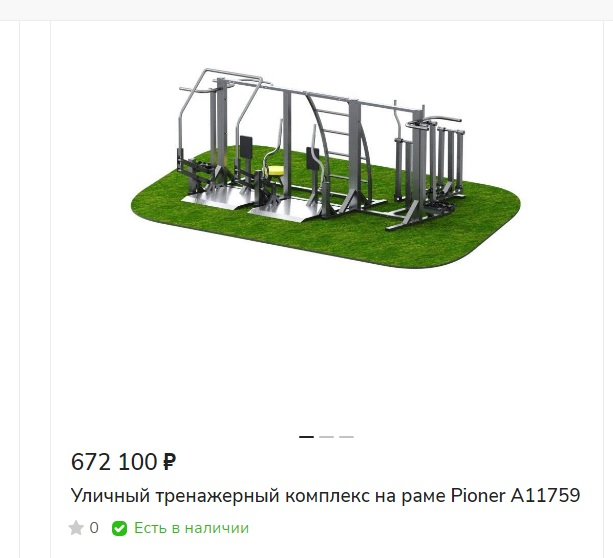 672 100 ₽
Уличный тренажерный комплекс на раме Pioner A11759
0 Есть в наличии